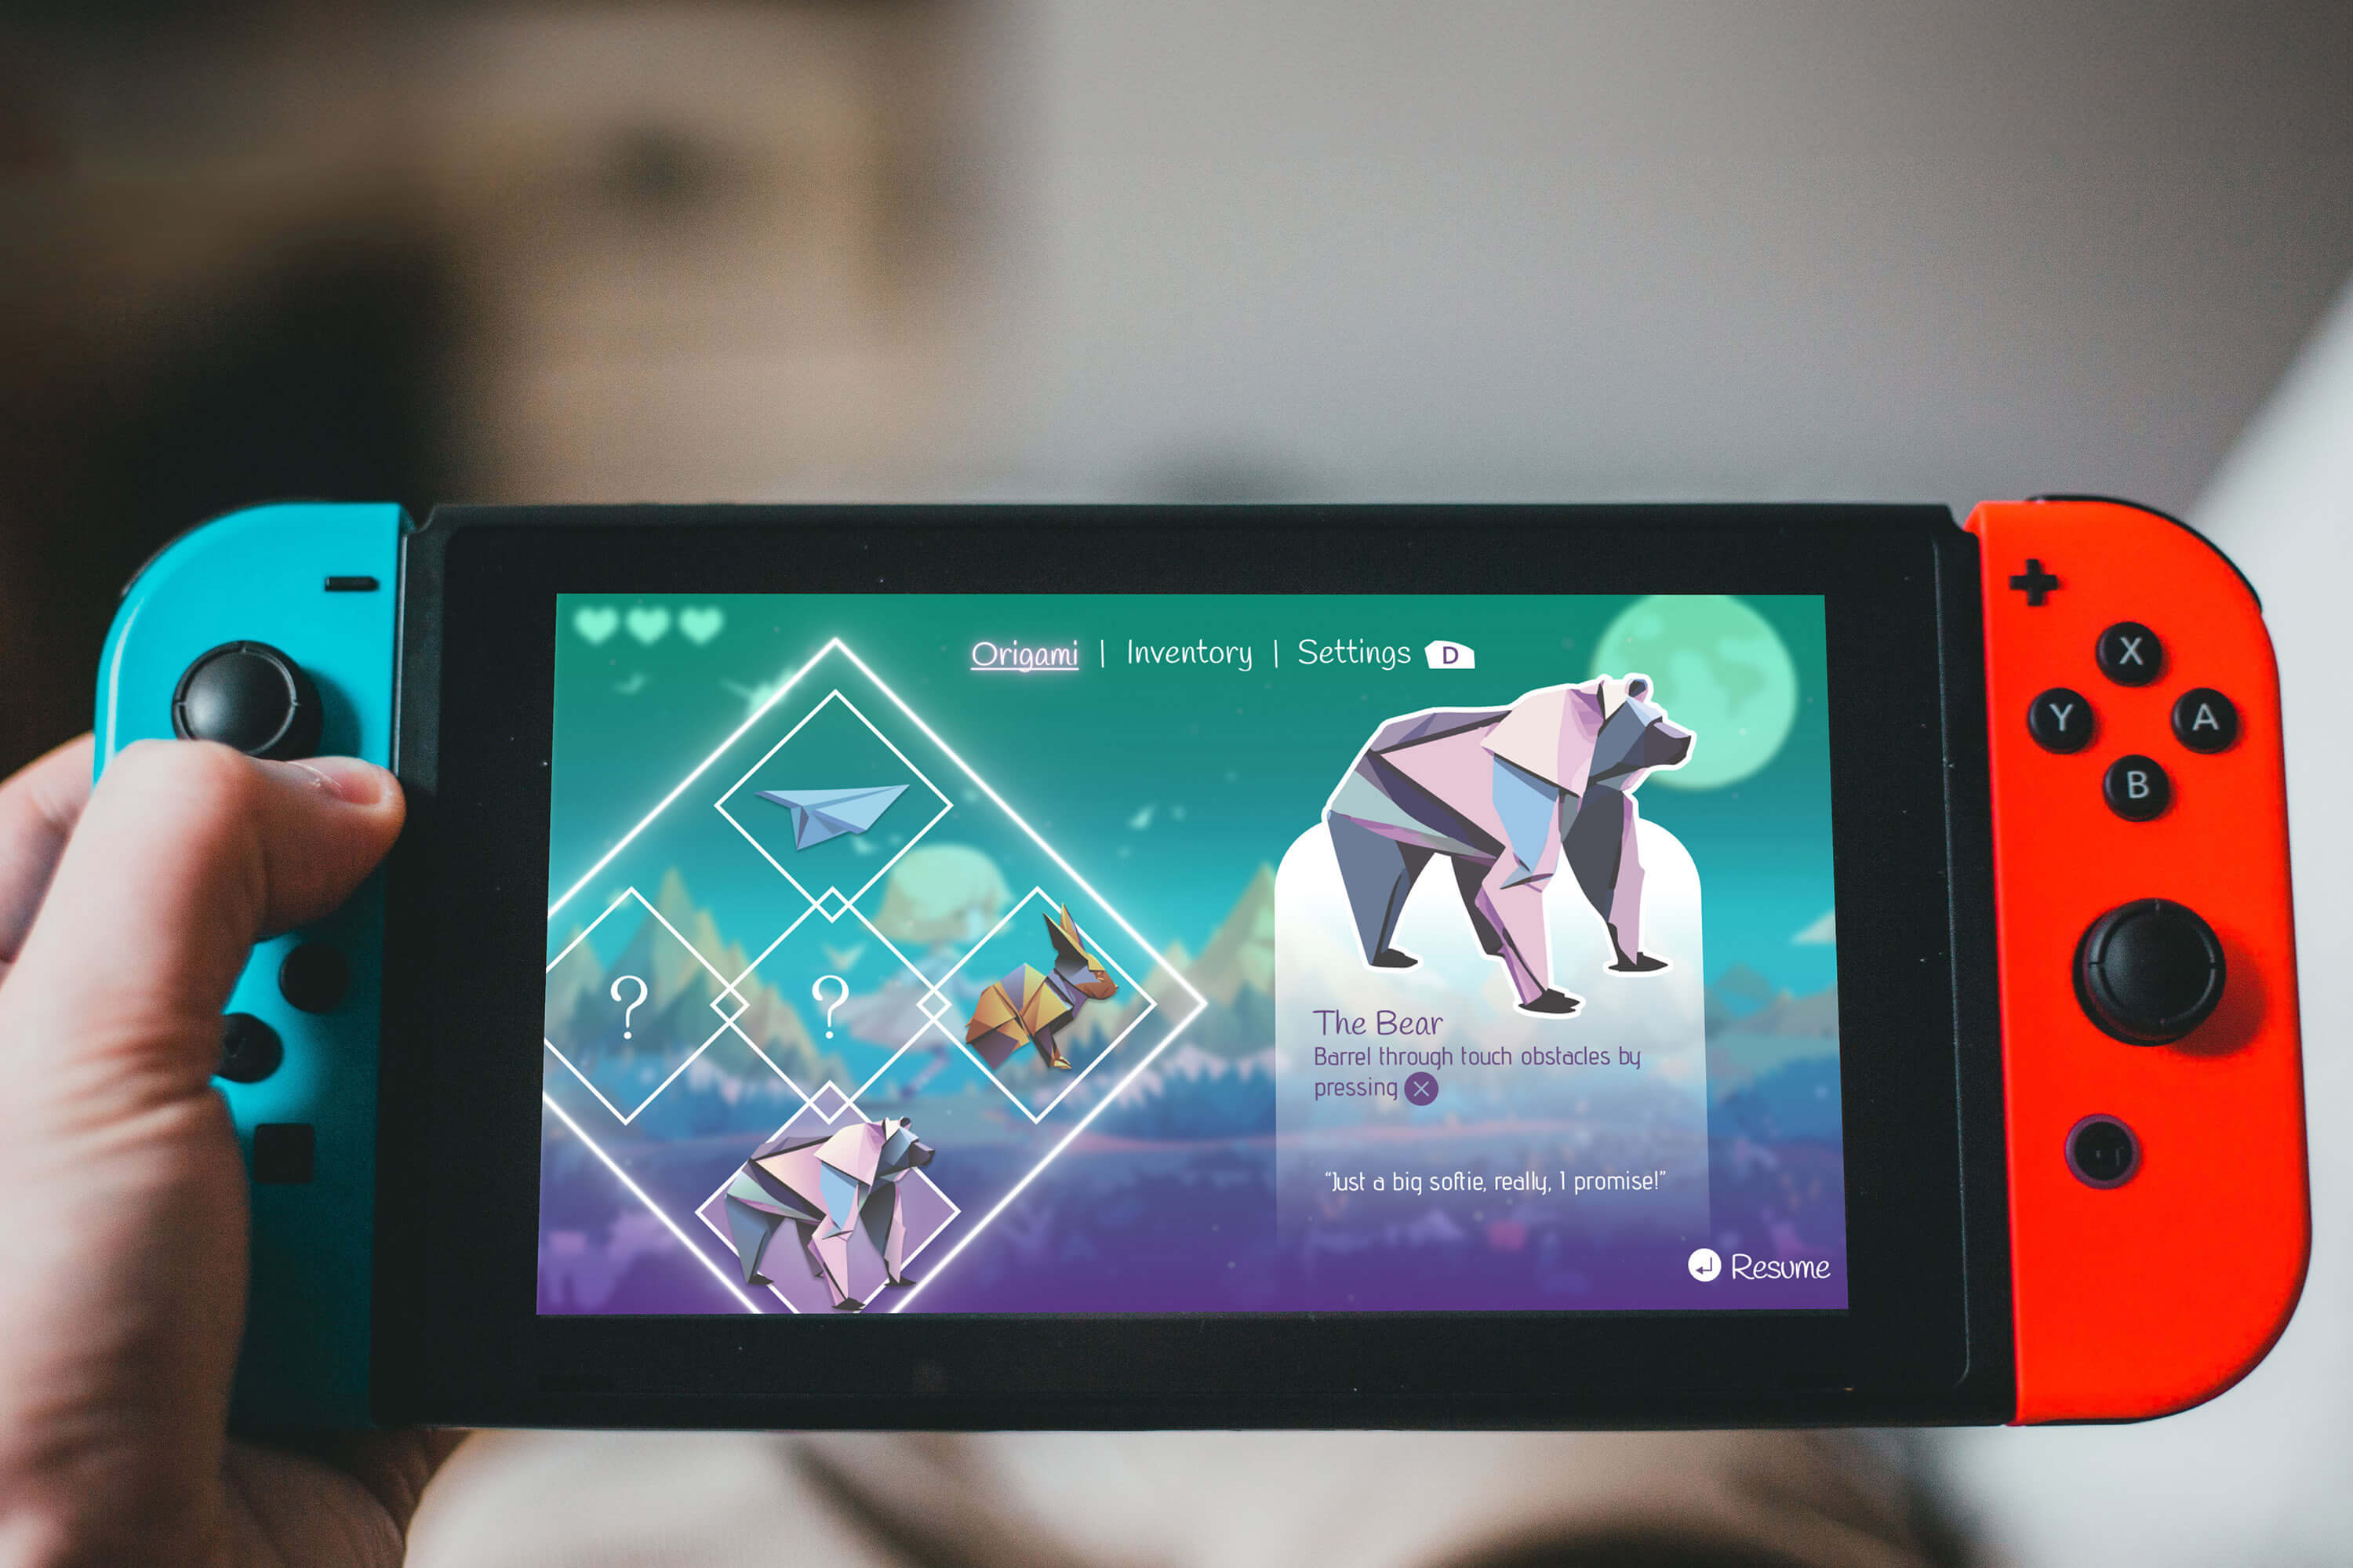 Origami | Inventory | Settings D
?
?
The Bear
Barrel through touch obstacles by
pressing X
“Just a big softie, really, I promise!”
Resume
X
Y
A
B